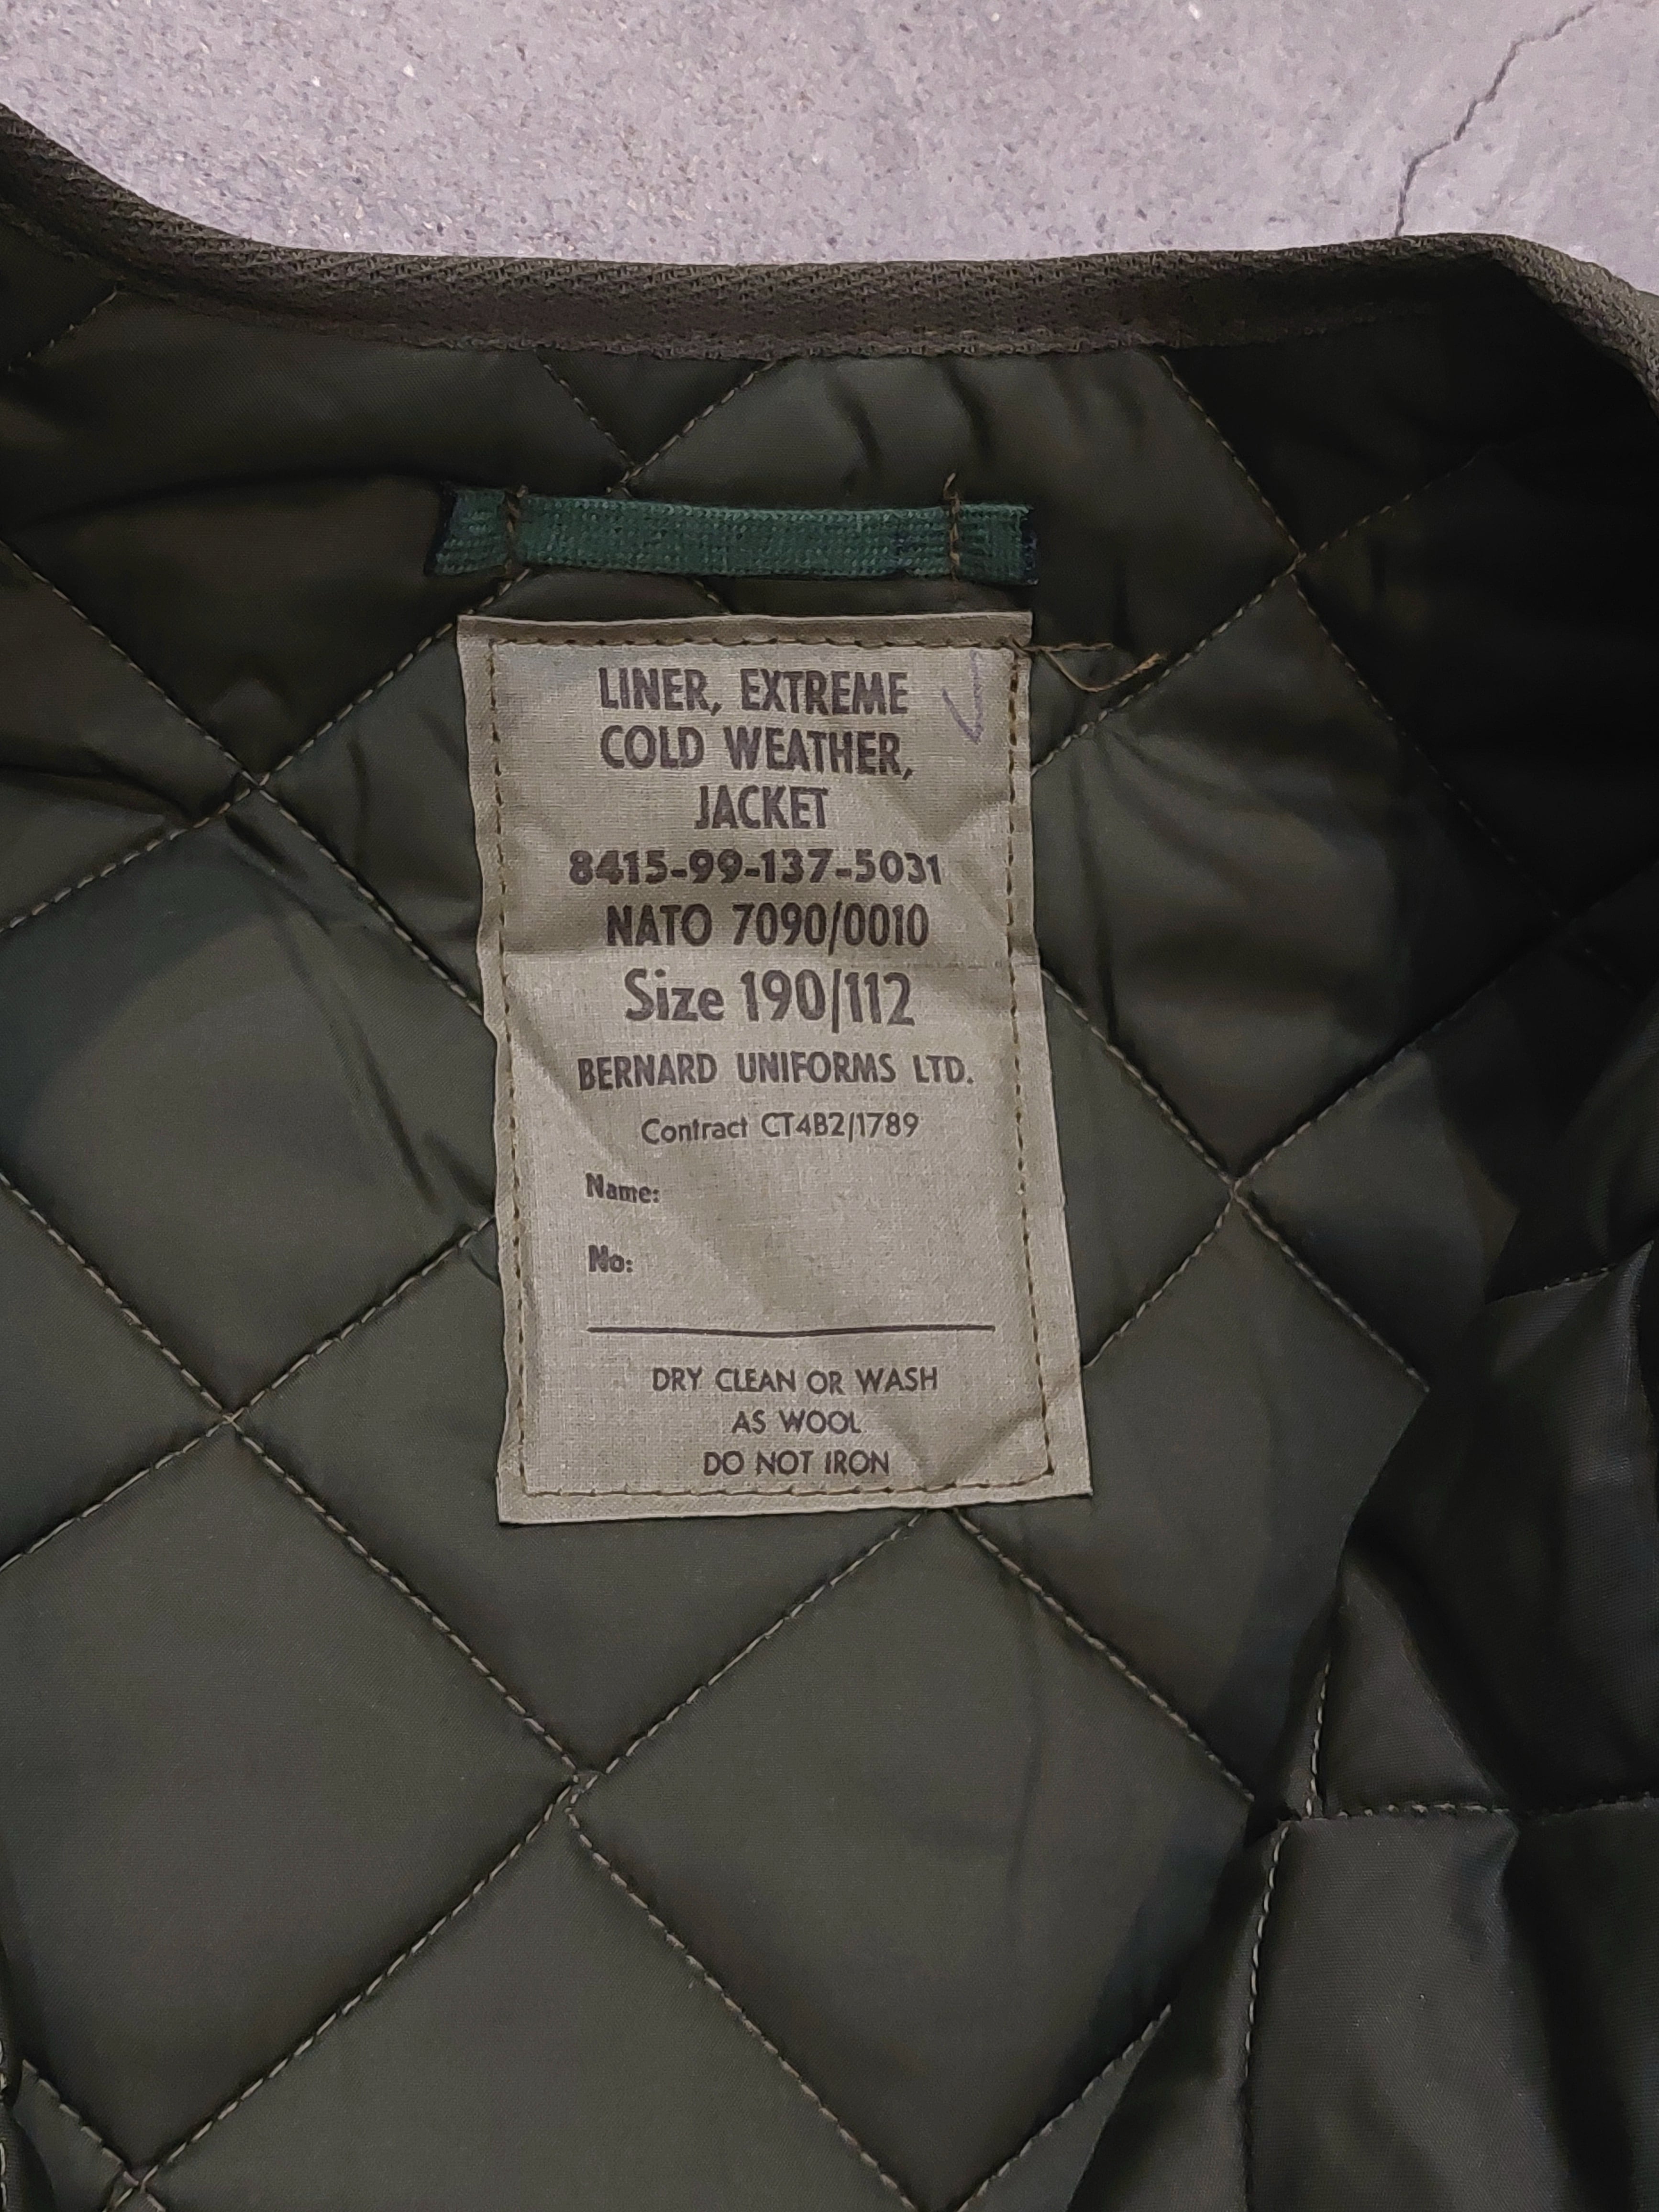 LINER, EXTREME
COLD WEATHER,
JACKET
8415-99-137-5031
NATO 7090/0010
Size 190/112
BERNARD UNIFORMS LTD.
Contract CT4B2/1789
Name:
No:
DRY CLEAN OR WASH
AS WOOL
DO NOT IRON